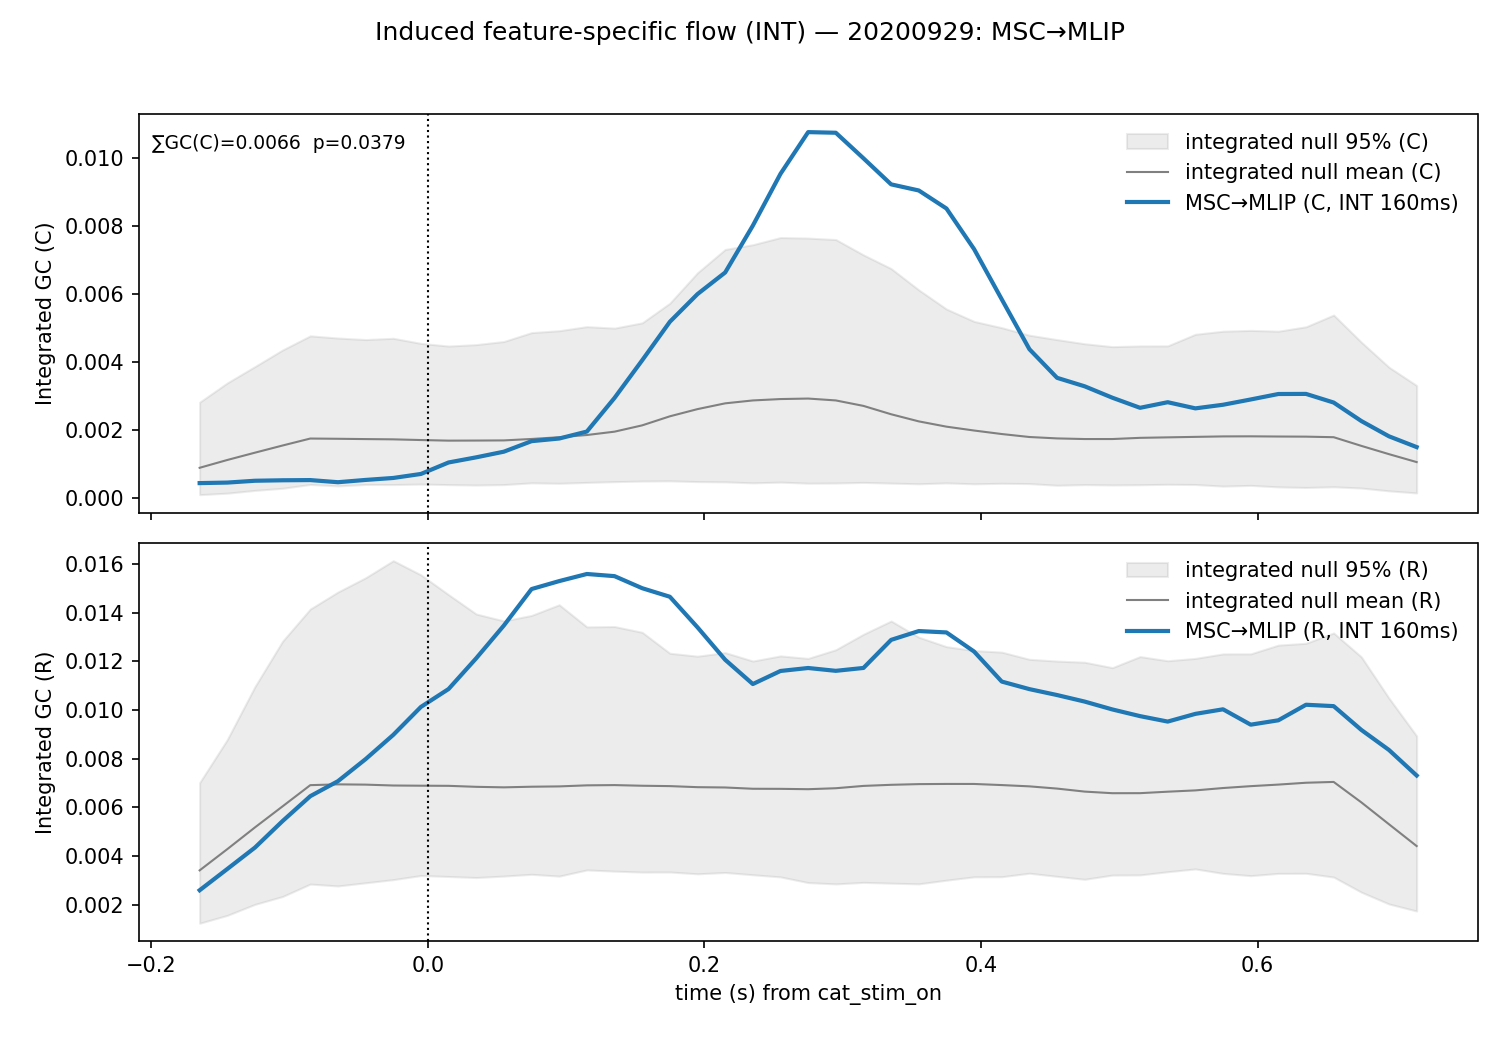 Induced feature-specific flow (INT) — 20200929: MSC→MLIP
∑GC(C)=0.0066  p=0.0379
integrated null 95% (C)
integrated null mean (C)
MSC→MLIP (C, INT 160ms)
Integrated GC (C)
0.010
0.008
0.006
0.004
0.002
0.000
integrated null 95% (R)
integrated null mean (R)
MSC→MLIP (R, INT 160ms)
Integrated GC (R)
0.016
0.014
0.012
0.010
0.008
0.006
0.004
0.002
−0.2 0.0 0.2 0.4 0.6
time (s) from cat_stim_on